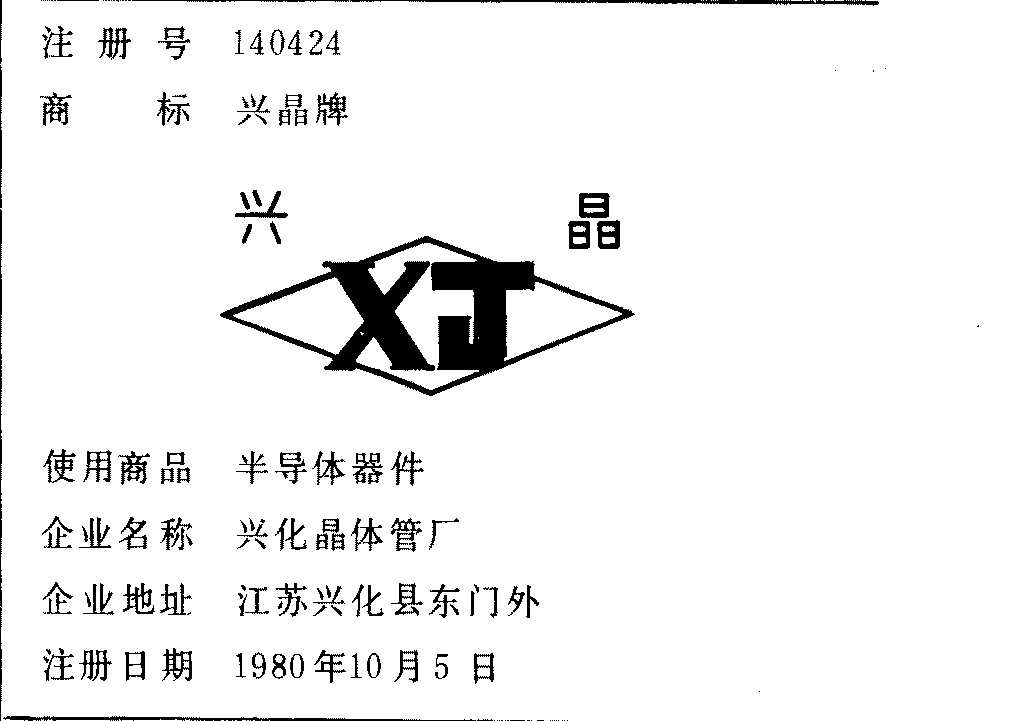 注册号 140424
商标 兴晶牌
兴 晶
XJ
使用商品 半导体器件
企业名称 兴化晶体管厂
企业地址 江苏兴化县东门外
注册日期 1980年10月5日